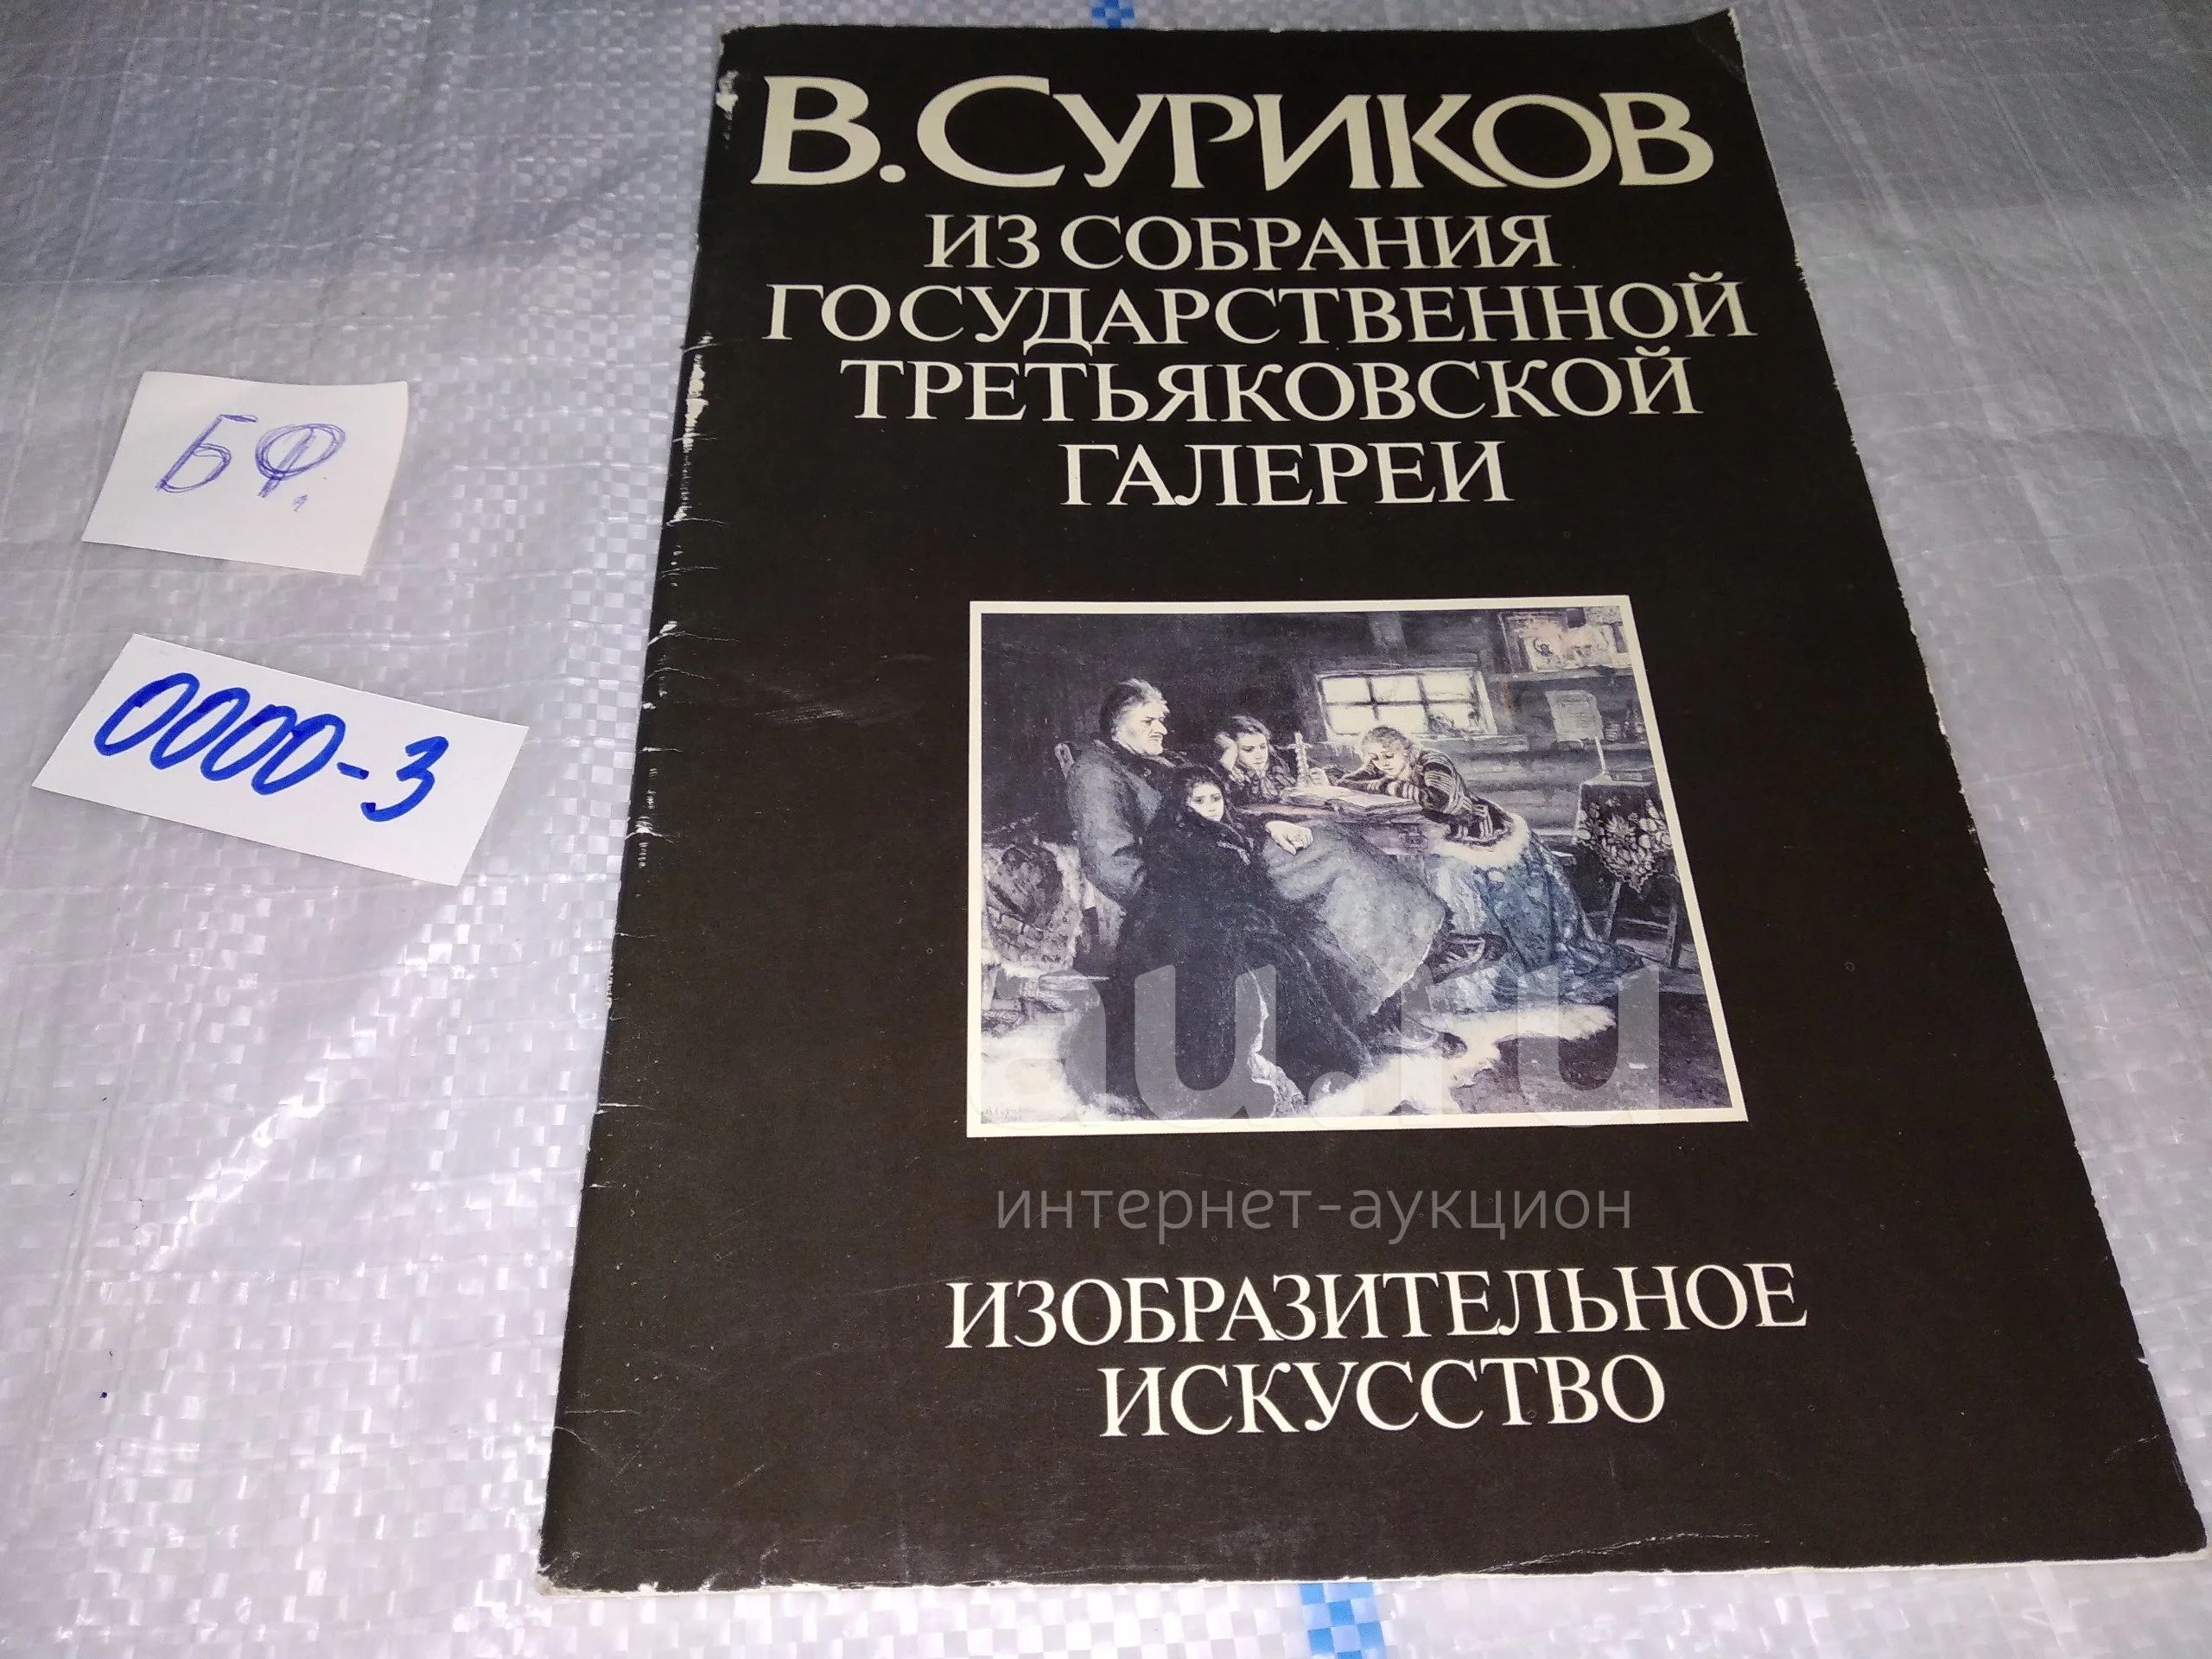 В. СУРИКОВ
ИЗ СОБРАНИЯ
ГОСУДАРСТВЕННОЙ
ТРЕТЬЯКОВСКОЙ
ГАЛЕРЕИ
БФ.
0000-3
au.ru
интернет-аукцион
ИЗОБРАЗИТЕЛЬНОЕ
ИСКУССТВО